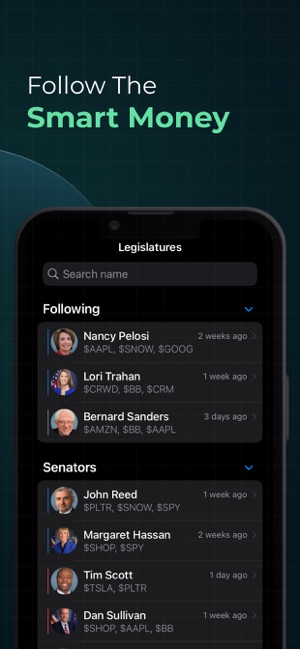 Follow The
Smart Money
Legislatures
Search name
Following
Nancy Pelosi 2 weeks ago
$AAPL, $SNOW, $GOOG
Lori Trahan 1 week ago
$CRWD, $BB, $CRM
Bernard Sanders 3 days ago
$AMZN, $BB, $AAPL
Senators
John Reed 1 week ago
$PLTR, $SNOW, $SPY
Margaret Hassan 2 weeks ago
$SHOP, $SPY
Tim Scott 1 day ago
$TSLA, $PLTR
Dan Sullivan 1 week ago
$SHOP, $AAPL, $BB